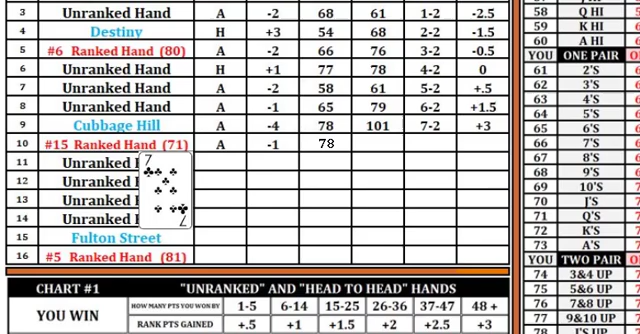 3 Unranked Hand A -2 68 61 1-2 -2.5
4 Destiny H +3 54 68 2-2 -1.5
5 #6 Ranked Hand (80) A -2 66 76 3-2 -0.5
6 Unranked Hand H +1 77 78 4-2 0
7 Unranked Hand A -2 58 61 5-2 +.5
8 Unranked Hand A -1 65 79 6-2 +1.5
9 Cubbage Hill A -4 78 101 7-2 +3
10 #15 Ranked Hand (71) A -1 78
11 Unranked
12 Unranked
13 Unranked
14 Unranked
15 Fulton Street
16 #5 Ranked Hand (81)
7
7
CHART #1 "UNRANKED" AND "HEAD TO HEAD" HANDS
YOU WIN HOW MANY PTS YOU WON BY 1-5 6-14 15-25 26-36 37-47 48 +
RANK PTS GAINED +.5 +1 +1.5 +2 +2.5 +3
58 Q HI
59 K HI
60 A HI
YOU ONE PAIR
61 2'S
62 3'S
63 4'S
64 5'S
65 6'S
66 7'S
67 8'S
68 9'S
69 10'S
70 J'S
71 Q'S
72 K'S
73 A'S
YOU TWO PAIR
74 3&4 UP
75 5&6 UP
76 7&8 UP
77 9&10 UP